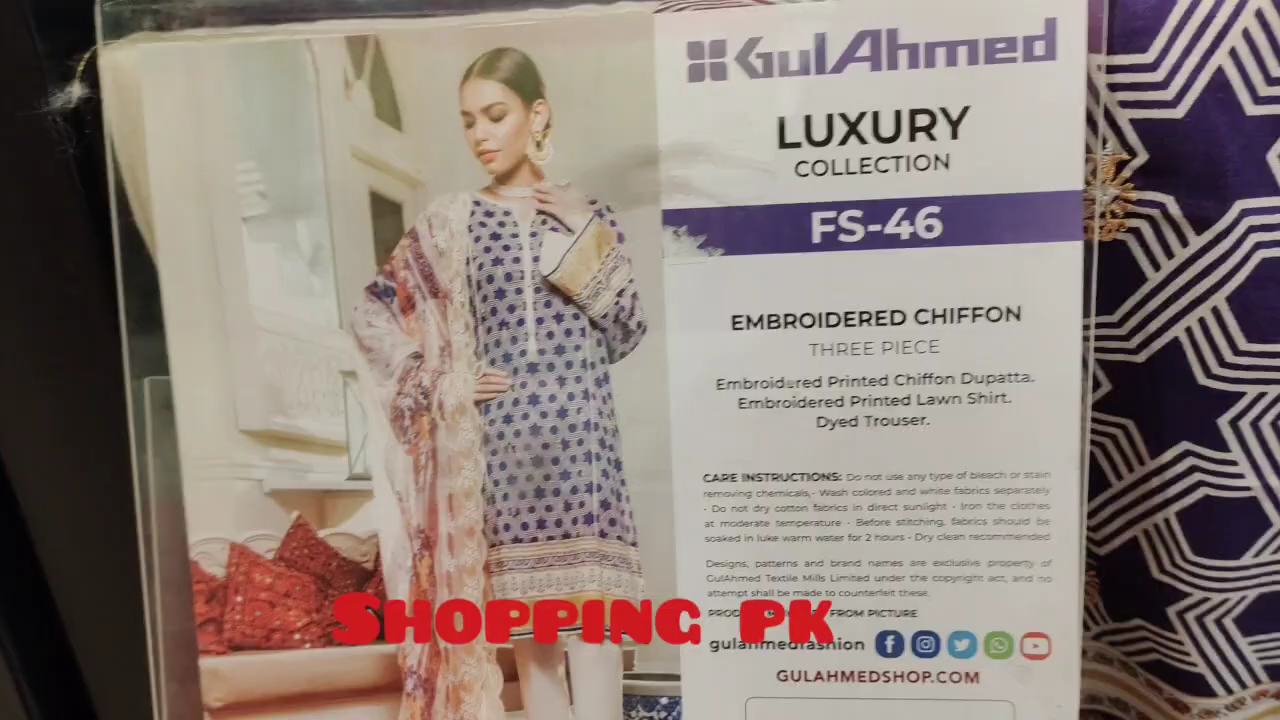 GulAhmed
LUXURY
COLLECTION
FS-46
EMBROIDERED CHIFFON
THREE PIECE
Embroidered Printed Chiffon Dupatta.
Embroidered Printed Lawn Shirt.
Dyed Trouser.
CARE INSTRUCTIONS: Do not use any type of bleach or stain
removing chemicals, • Wash colored and white fabrics separately
• Do not dry cotton fabrics in direct sunlight • Iron the clothes
at moderate temperature • Before stitching, fabrics should be
soaked in luke warm water for 2 hours • Dry clean recommended
Designs, patterns and brand names are exclusive property of
GulAhmed Textile Mills Limited under the copyright act, and no
attempt shall be made to counterfeit these.
FROM PICTURE
SHOPPING PK
gulahmedfashion
GULAHMEDSHOP.COM